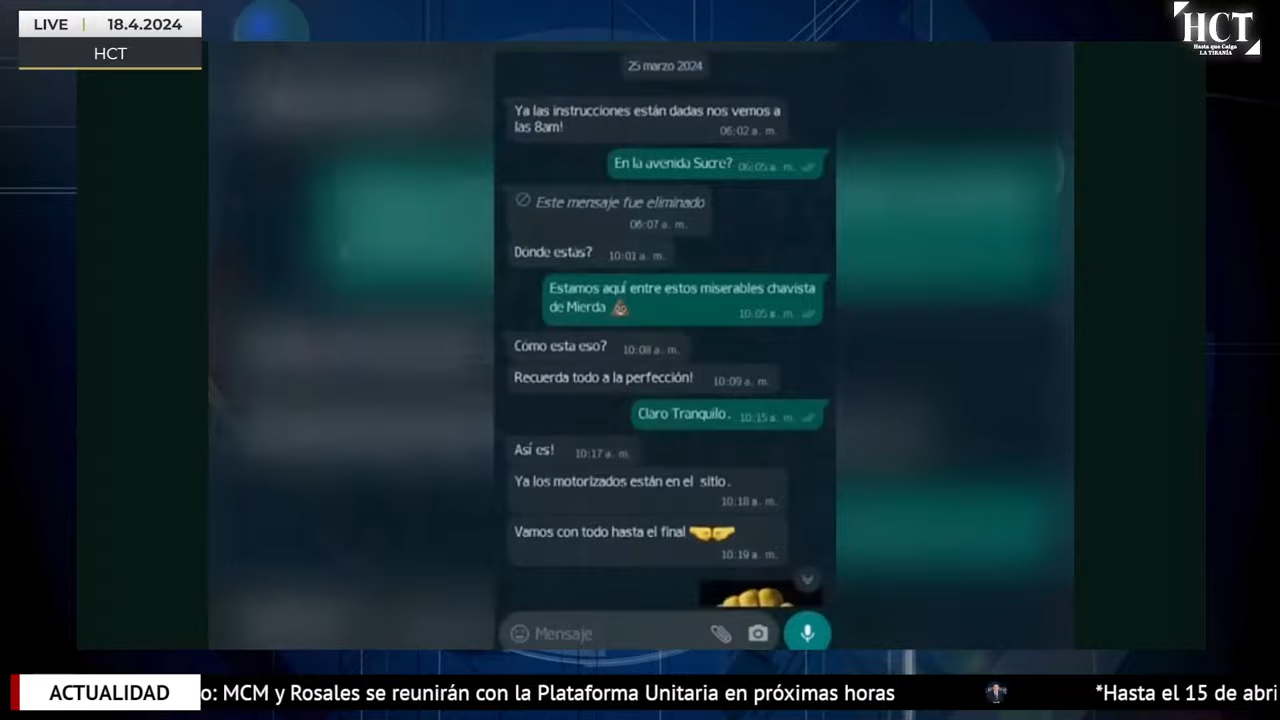 LIVE | 18.4.2024
HCT
HCT
Hasta que Caiga
LA TIRANÍA
25 marzo 2024
Ya las instrucciones están dadas nos vemos a
las 8am!
06:02 a. m.
En la avenida Sucre? 06:05 a. m.
Este mensaje fue eliminado
06:07 a. m.
Donde estas? 10:01 a. m.
Estamos aquí entre estos miserables chavista
de Mierda 💩 10:05 a. m.
Cómo esta eso? 10:08 a. m.
Recuerda todo a la perfección! 10:09 a. m.
Claro Tranquilo. 10:15 a. m.
Así es! 10:17 a. m.
Ya los motorizados están en el sitio.
10:18 a. m.
Vamos con todo hasta el final 🤜🤛
10:19 a. m.
Mensaje
ACTUALIDAD o: MCM y Rosales se reunirán con la Plataforma Unitaria en próximas horas *Hasta el 15 de abri